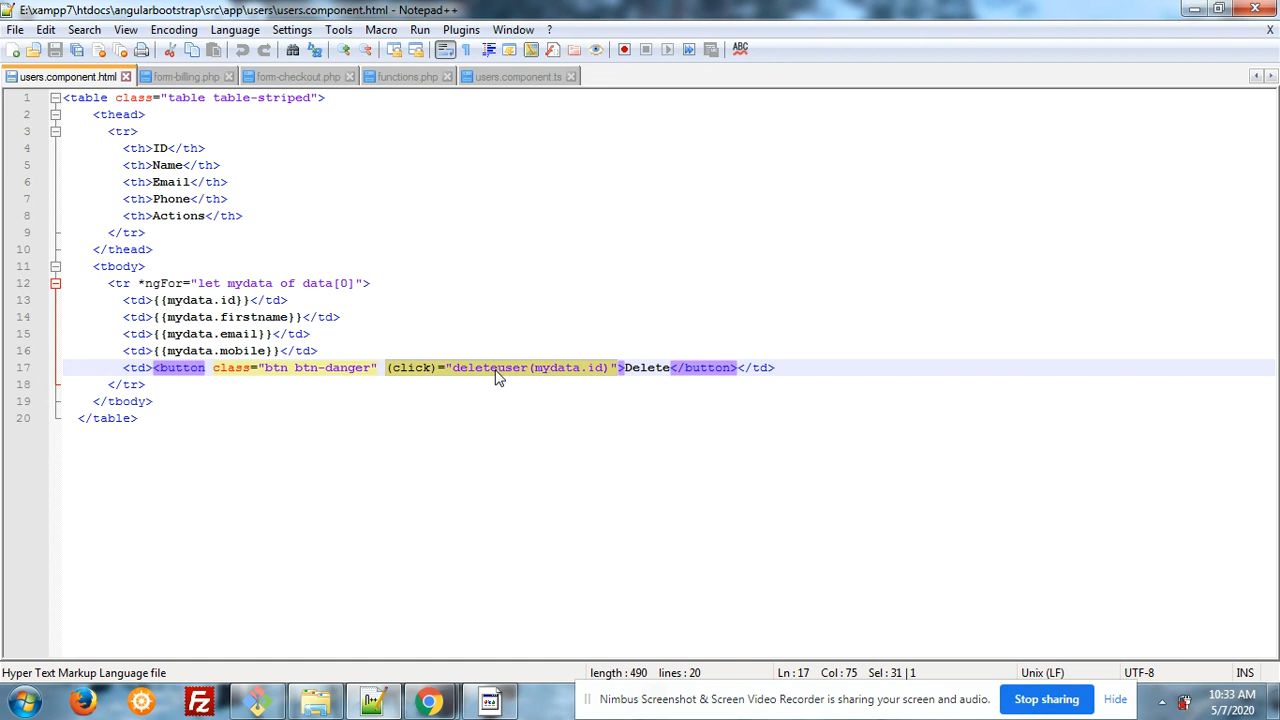 E:\xampp7\htdocs\angularbootstrap\src\app\users\users.component.html - Notepad++
File Edit Search View Encoding Language Settings Tools Macro Run Plugins Window ? X
ABC
users.component.html form-billing.php form-checkout.php functions.php users.component.ts
1 <table class="table table-striped">
2 <thead>
3 <tr>
4 <th>ID</th>
5 <th>Name</th>
6 <th>Email</th>
7 <th>Phone</th>
8 <th>Actions</th>
9 </tr>
10 </thead>
11 <tbody>
12 <tr *ngFor="let mydata of data[0]">
13 <td>{{mydata.id}}</td>
14 <td>{{mydata.firstname}}</td>
15 <td>{{mydata.email}}</td>
16 <td>{{mydata.mobile}}</td>
17 <td><button class="btn btn-danger" (click)="deleteuser(mydata.id)">Delete</button></td>
18 </tr>
19 </tbody>
20 </table>
Hyper Text Markup Language file length : 490 lines : 20 Ln : 17 Col : 75 Sel : 31 | 1 Unix (LF) UTF-8 INS
Nimbus Screenshot & Screen Video Recorder is sharing your screen and audio. Stop sharing Hide
10:33 AM
5/7/2020